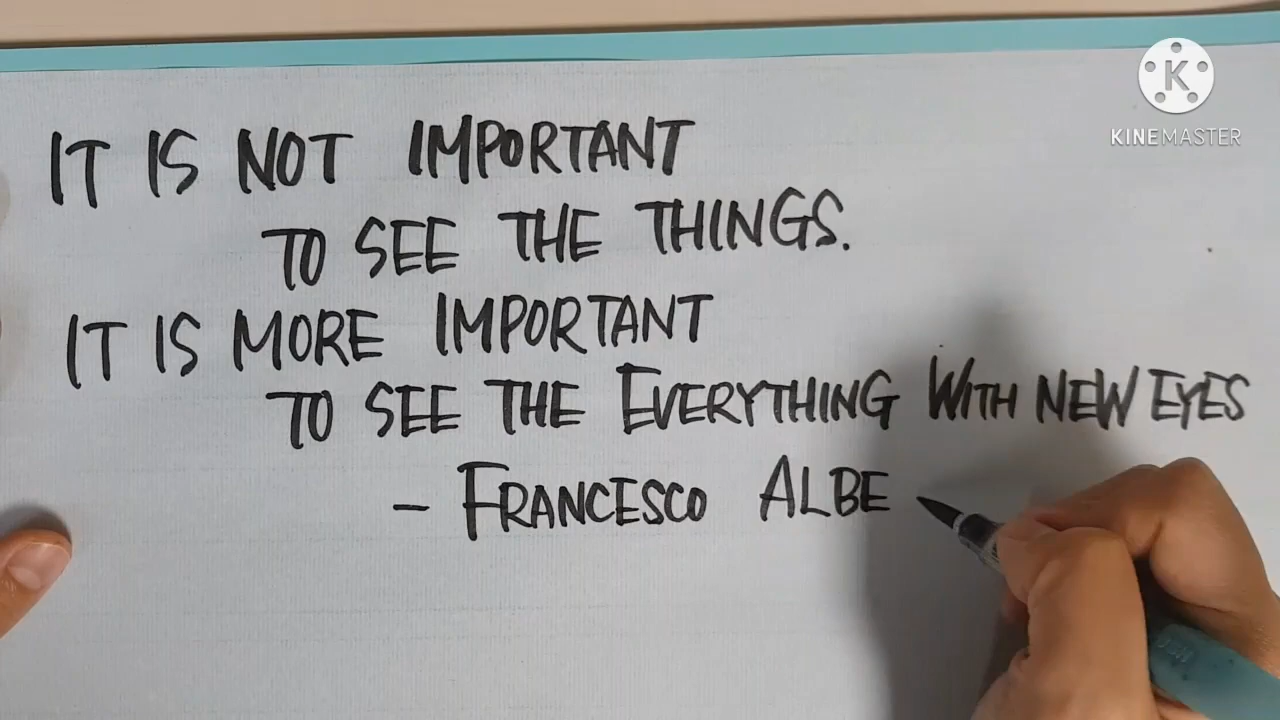 KINEMASTER
IT IS NOT IMPORTANT
TO SEE THE THINGS.
IT IS MORE IMPORTANT
TO SEE THE EVERYTHING WITH NEW EYES
- FRANCESCO ALBE